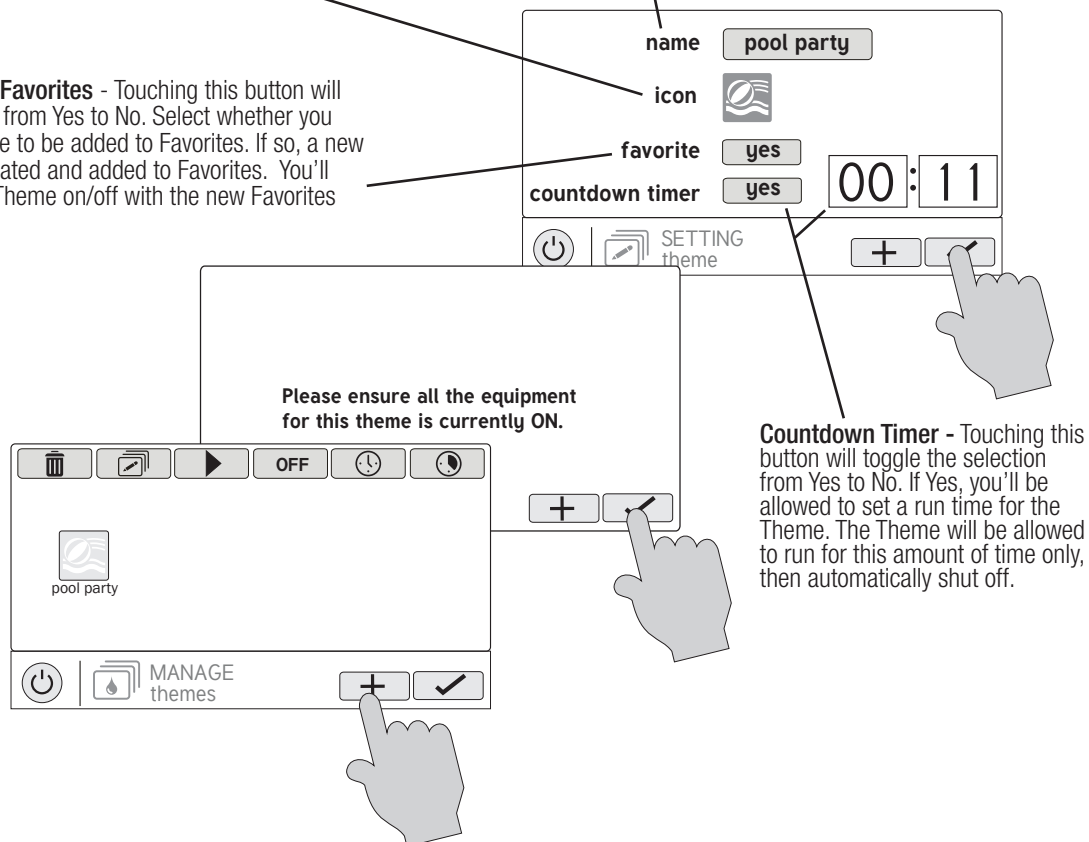 name pool party
icon
favorite yes
countdown timer yes 00:11
SETTING
theme
Favorites - Touching this button will
from Yes to No. Select whether you
e to be added to Favorites. If so, a new
ated and added to Favorites. You'll
Theme on/off with the new Favorites
Please ensure all the equipment
for this theme is currently ON.
OFF
pool party
MANAGE
themes
Countdown Timer - Touching this
button will toggle the selection
from Yes to No. If Yes, you'll be
allowed to set a run time for the
Theme. The Theme will be allowed
to run for this amount of time only,
then automatically shut off.